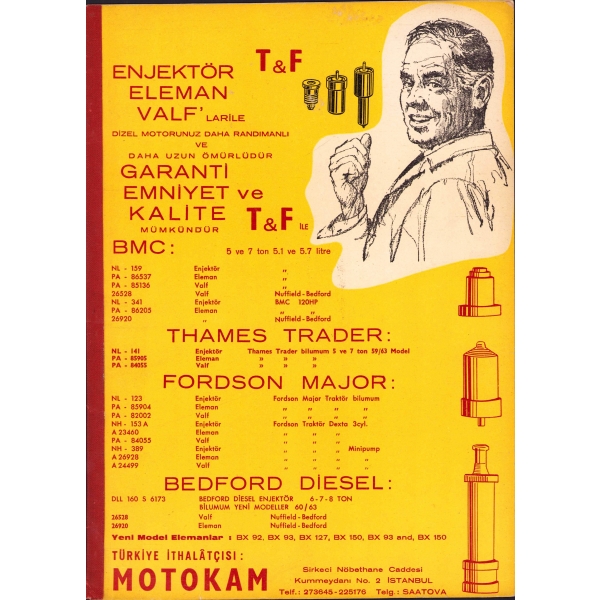 T&F
ENJEKTÖR
ELEMAN
VALF' LARİLE
DİZEL MOTORUNUZ DAHA RANDIMANLI
VE
DAHA UZUN ÖMÜRLÜDÜR
GARANTİ
EMNİYET ve
KALİTE T&F İLE
MÜMKÜNDÜR
BMC: 5 ve 7 ton 5.1 ve 5.7 litre
NL - 159 Enjektör „
PA - 86537 Eleman „
PA - 85136 Valf „
26528 Valf Nuffield-Bedford
NL - 341 Enjektör BMC 120HP
PA - 86205 Eleman „ „
26920 „ Nuffield-Bedford
THAMES TRADER:
NL - 141 Enjektör Thames Trader bilumum 5 ve 7 ton 59/63 Model
PA - 85905 Eleman » » »
PA - 84055 Valf » » »
FORDSON MAJOR:
NL - 123 Enjektör Fordson Major Traktör bilumum
PA - 85904 Eleman „ „ „ „
PA - 82002 Valf „ „ „ „
NH - 153 A Enjektör Fordson Traktör Dexta 3cyl.
A 23460 Eleman „ „ „
PA - 84055 Valf „ „ „
NH - 389 Enjektör „ „ „ Minipump
A 26928 Eleman „ „ „ „
A 24499 Valf „ „ „ „
BEDFORD DİESEL:
DLL 160 S 6173 BEDFORD DİESEL ENJEKTÖR 6-7-8 TON
BİLUMUM YENİ MODELLER 60/63
26528 Valf Nuffield-Bedford
26920 Eleman Nuffield-Bedford
Yeni Model Elemanlar : BX 92, BX 93, BX 127, BX 150, BX 93 and, BX 150
TÜRKİYE İTHALÂTÇISI:
MOTOKAM
Sirkeci Nöbethane Caddesi
Kummeydanı No. 2 İSTANBUL
Telf.: 273645-225176 Telg.: SAATOVA